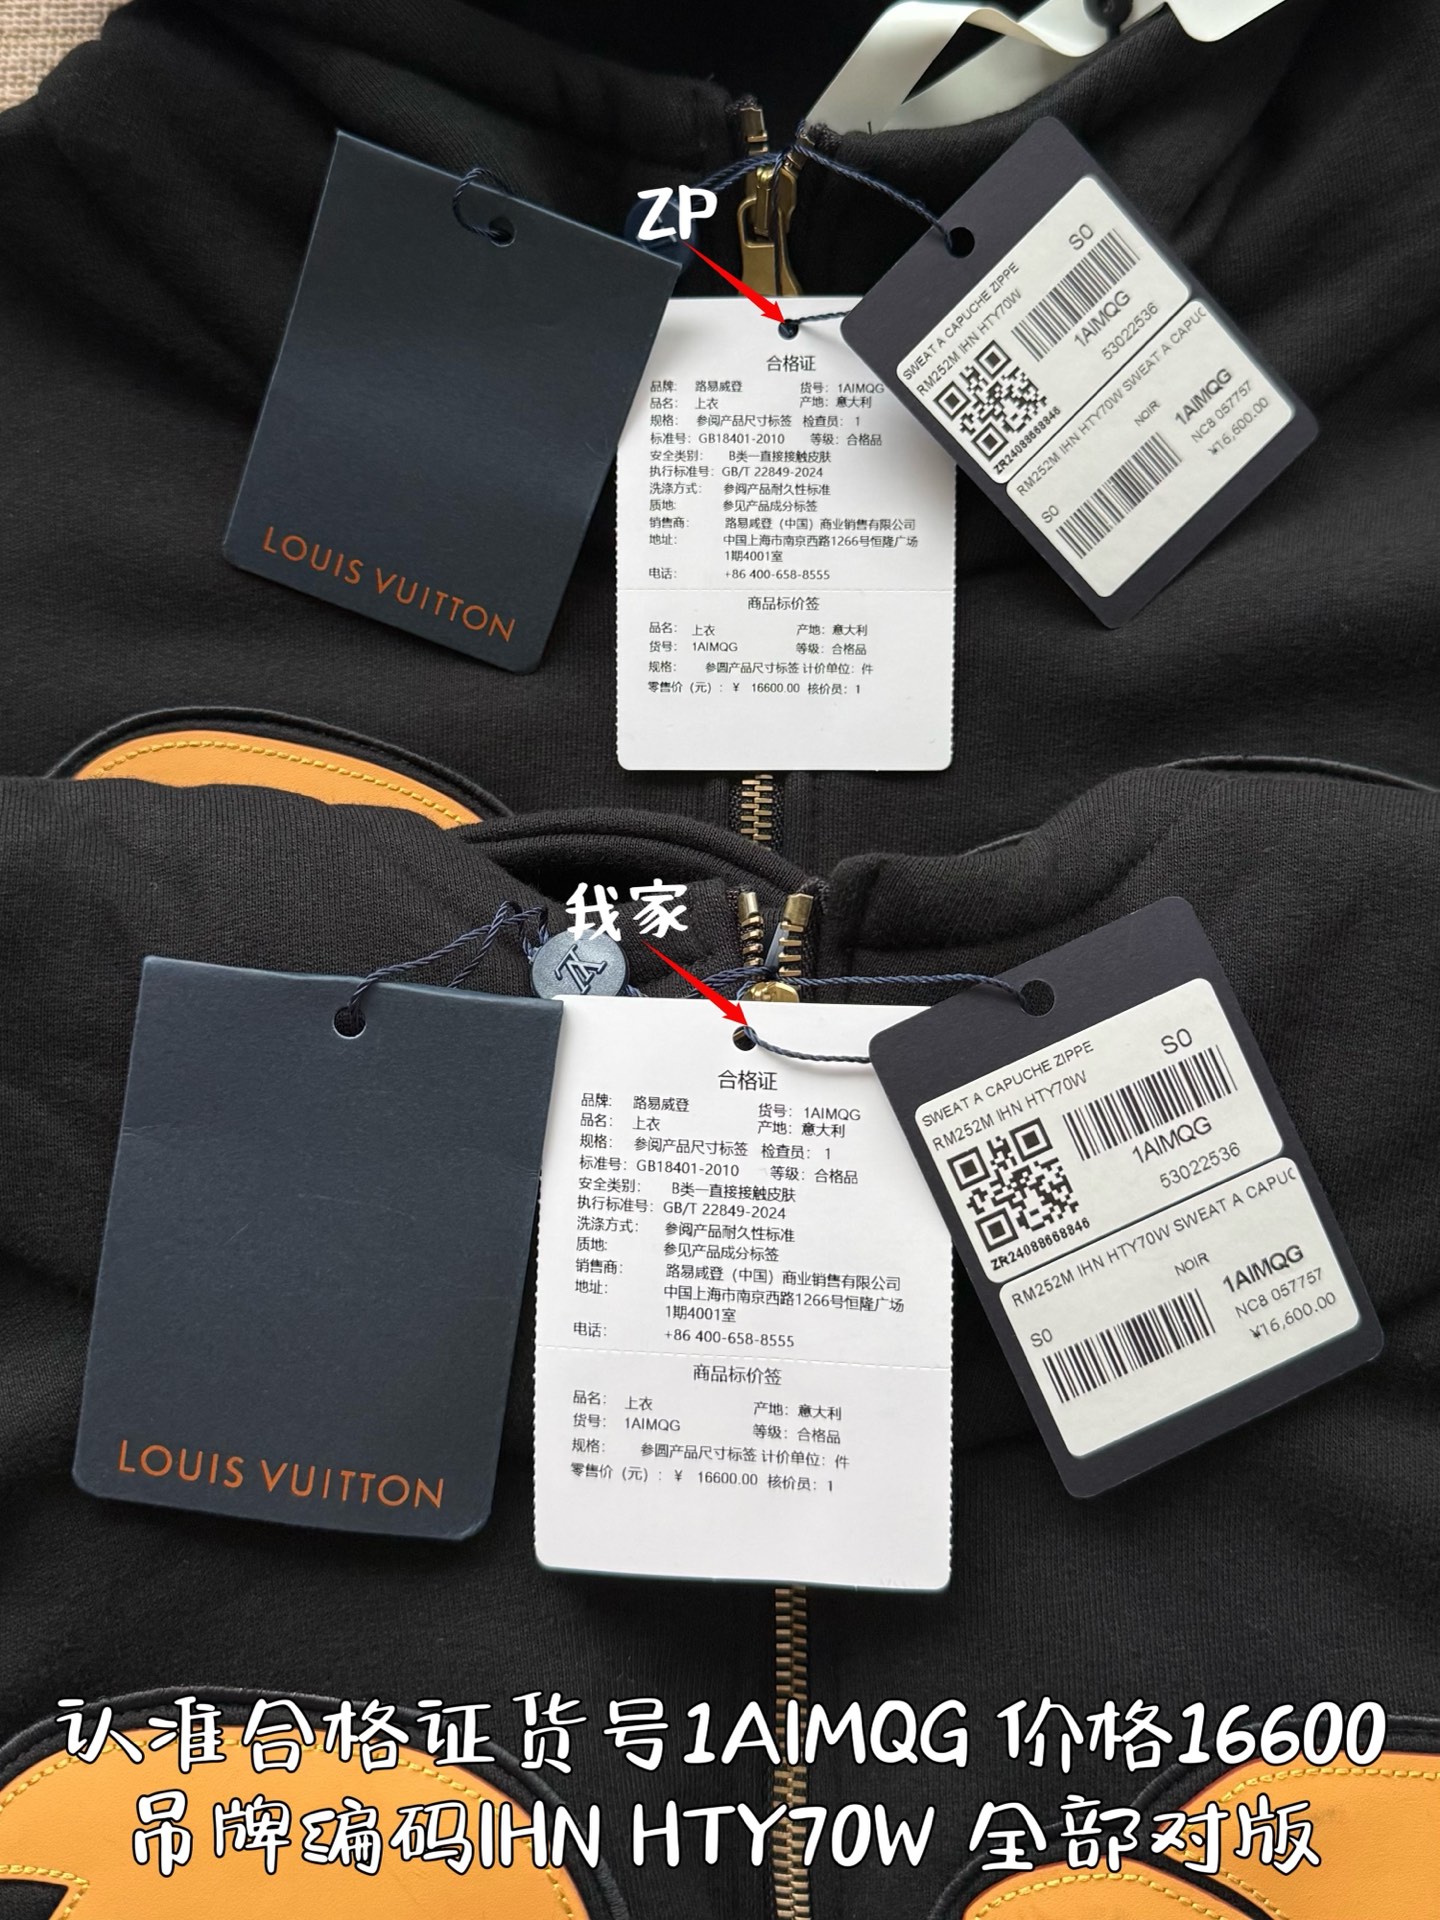 ZP
LOUIS VUITTON
合格证
品牌: 路易威登 货号: 1AIMQG
品名: 上衣 产地: 意大利
规格: 参阅产品尺寸标签 检查员: 1
标准号: GB18401-2010 等级: 合格品
安全类别: B类一直接接触皮肤
执行标准号: GB/T 22849-2024
洗涤方式: 参阅产品耐久性标准
质地: 参见产品成分标签
销售商: 路易威登（中国）商业销售有限公司
地址: 中国上海市南京西路1266号恒隆广场
1期4001室
电话: +86 400-658-8555
商品标价签
品名: 上衣 产地: 意大利
货号: 1AIMQG 等级: 合格品
规格: 参圆产品尺寸标签 计价单位: 件
零售价（元）: ¥ 16600.00 核价员: 1
SWEAT A CAPUCHE ZIPPE
RM252M IHN HTY70W
S0
1AIMQG
53022536
ZR24088668846
RM252M IHN HTY70W SWEAT A CAPUC
NOIR
S0
1AIMQG
NC8 057757
¥16,600.00
我家
LOUIS VUITTON
合格证
品牌: 路易威登 货号: 1AIMQG
品名: 上衣 产地: 意大利
规格: 参阅产品尺寸标签 检查员: 1
标准号: GB18401-2010 等级: 合格品
安全类别: B类一直接接触皮肤
执行标准号: GB/T 22849-2024
洗涤方式: 参阅产品耐久性标准
质地: 参见产品成分标签
销售商: 路易威登（中国）商业销售有限公司
地址: 中国上海市南京西路1266号恒隆广场
1期4001室
电话: +86 400-658-8555
商品标价签
品名: 上衣 产地: 意大利
货号: 1AIMQG 等级: 合格品
规格: 参圆产品尺寸标签 计价单位: 件
零售价（元）: ¥ 16600.00 核价员: 1
SWEAT A CAPUCHE ZIPPE
RM252M IHN HTY70W
S0
1AIMQG
53022536
ZR24088668846
RM252M IHN HTY70W SWEAT A CAPUC
NOIR
S0
1AIMQG
NC8 057757
¥16,600.00
认准合格证货号1AIMQG 价格16600
吊牌编码IHN HTY70W 全部对版